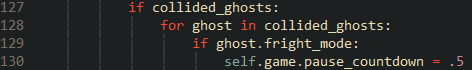 127 if collided_ghosts:
128 for ghost in collided_ghosts:
129 if ghost.fright_mode:
130 self.game.pause_countdown = .5